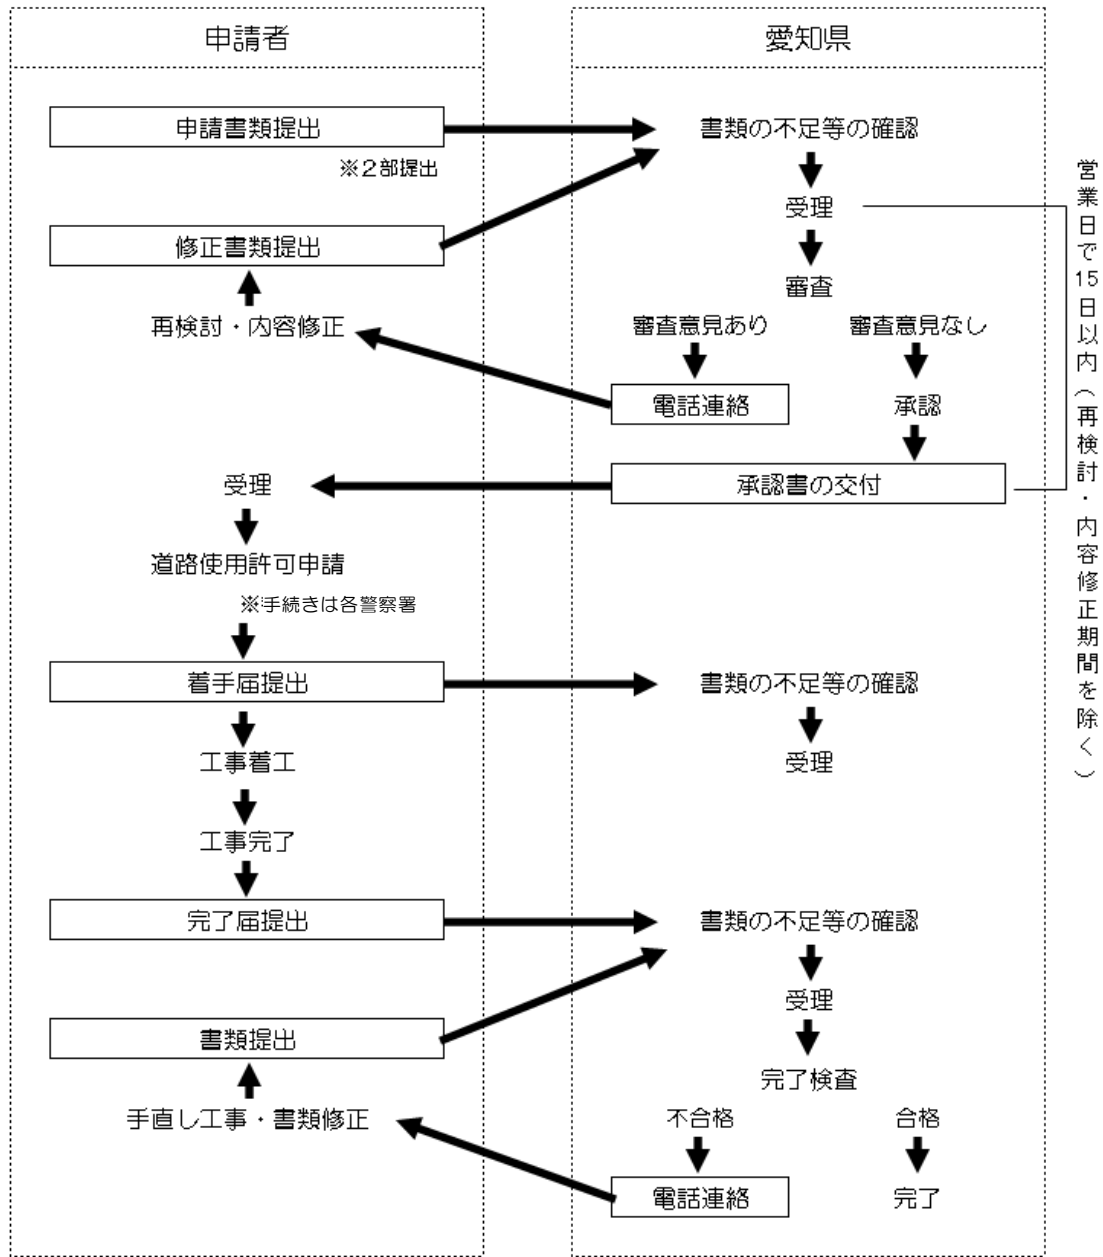 申請者
愛知県
申請書類提出
書類の不足等の確認
※２部提出
受理
修正書類提出
審査
再検討・内容修正
審査意見あり
審査意見なし
電話連絡
承認
受理
承認書の交付
道路使用許可申請
※手続きは各警察署
着手届提出
書類の不足等の確認
工事着工
受理
工事完了
完了届提出
書類の不足等の確認
受理
書類提出
完了検査
手直し工事・書類修正
不合格
合格
電話連絡
完了
営業日で15日以内（再検討・内容修正期間を除く）